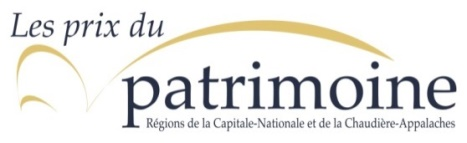 Les prix du
patrimoine
Régions de la Capitale-Nationale et de la Chaudière-Appalaches